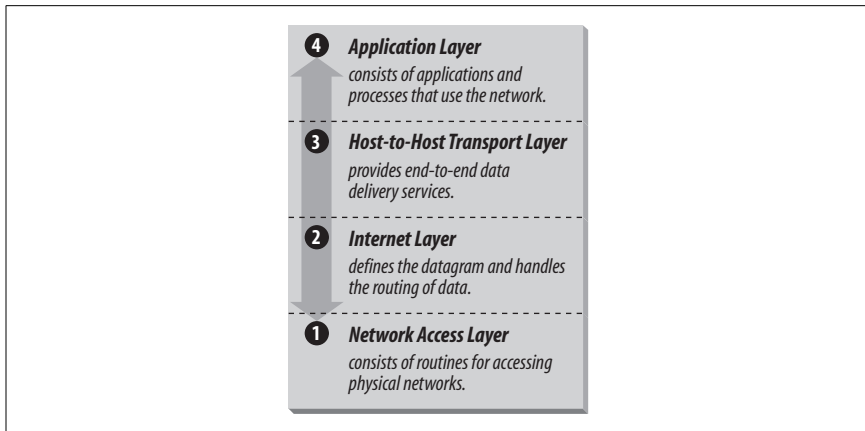 4 Application Layer
consists of applications and
processes that use the network.
3 Host-to-Host Transport Layer
provides end-to-end data
delivery services.
2 Internet Layer
defines the datagram and handles
the routing of data.
1 Network Access Layer
consists of routines for accessing
physical networks.